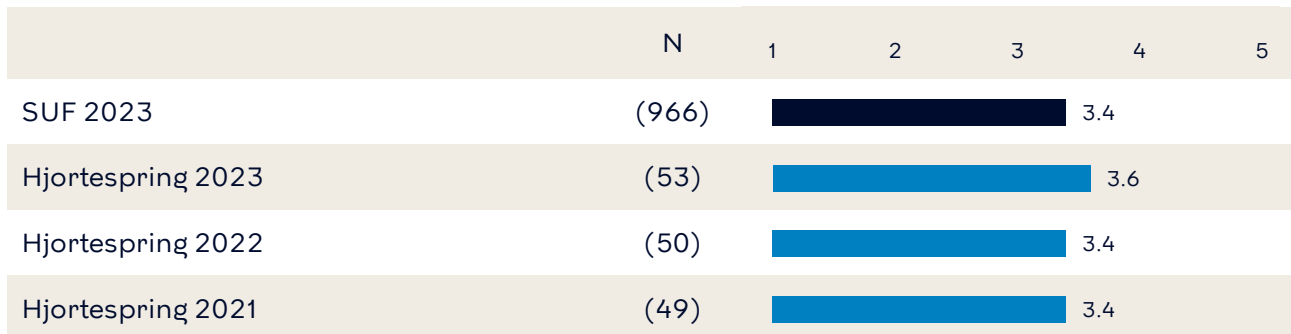 N 1 2 3 4 5
SUF 2023 (966) 3.4
Hjortespring 2023 (53) 3.6
Hjortespring 2022 (50) 3.4
Hjortespring 2021 (49) 3.4